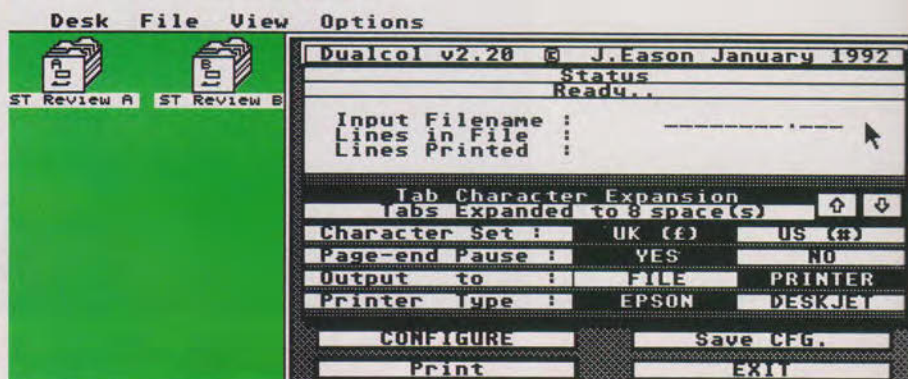 Desk File View Options
ST Review A ST Review B
Dualcol v2.20 © J.Eason January 1992
Status
Ready..
Input Filename : ________.___
Lines in File :
Lines Printed :
Tab Character Expansion
Tabs Expanded to 8 space(s)
Character Set : UK (£) US (#)
Page-end Pause : YES NO
Output to : FILE PRINTER
Printer Type : EPSON DESKJET
CONFIGURE Save CFG.
Print EXIT